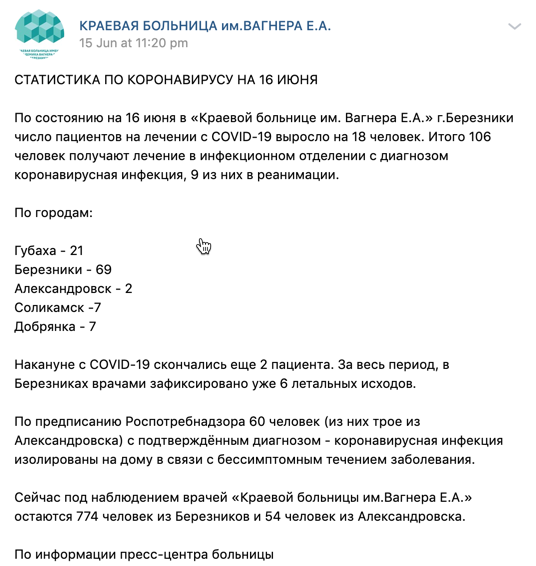 КРАЕВАЯ БОЛЬНИЦА им.ВАГНЕРА Е.А.
15 Jun at 11:20 pm
СТАТИСТИКА ПО КОРОНАВИРУСУ НА 16 ИЮНЯ
По состоянию на 16 июня в «Краевой больнице им. Вагнера Е.А.» г.Березники
число пациентов на лечении с COVID-19 выросло на 18 человек. Итого 106
человек получают лечение в инфекционном отделении с диагнозом
коронавирусная инфекция, 9 из них в реанимации.
По городам:
Губаха - 21
Березники - 69
Александровск - 2
Соликамск -7
Добрянка - 7
Накануне с COVID-19 скончались еще 2 пациента. За весь период, в
Березниках врачами зафиксировано уже 6 летальных исходов.
По предписанию Роспотребнадзора 60 человек (из них трое из
Александровска) с подтверждённым диагнозом - коронавирусная инфекция
изолированы на дому в связи с бессимптомным течением заболевания.
Сейчас под наблюдением врачей «Краевой больницы им.Вагнера Е.А.»
остаются 774 человек из Березников и 54 человек из Александровска.
По информации пресс-центра больницы